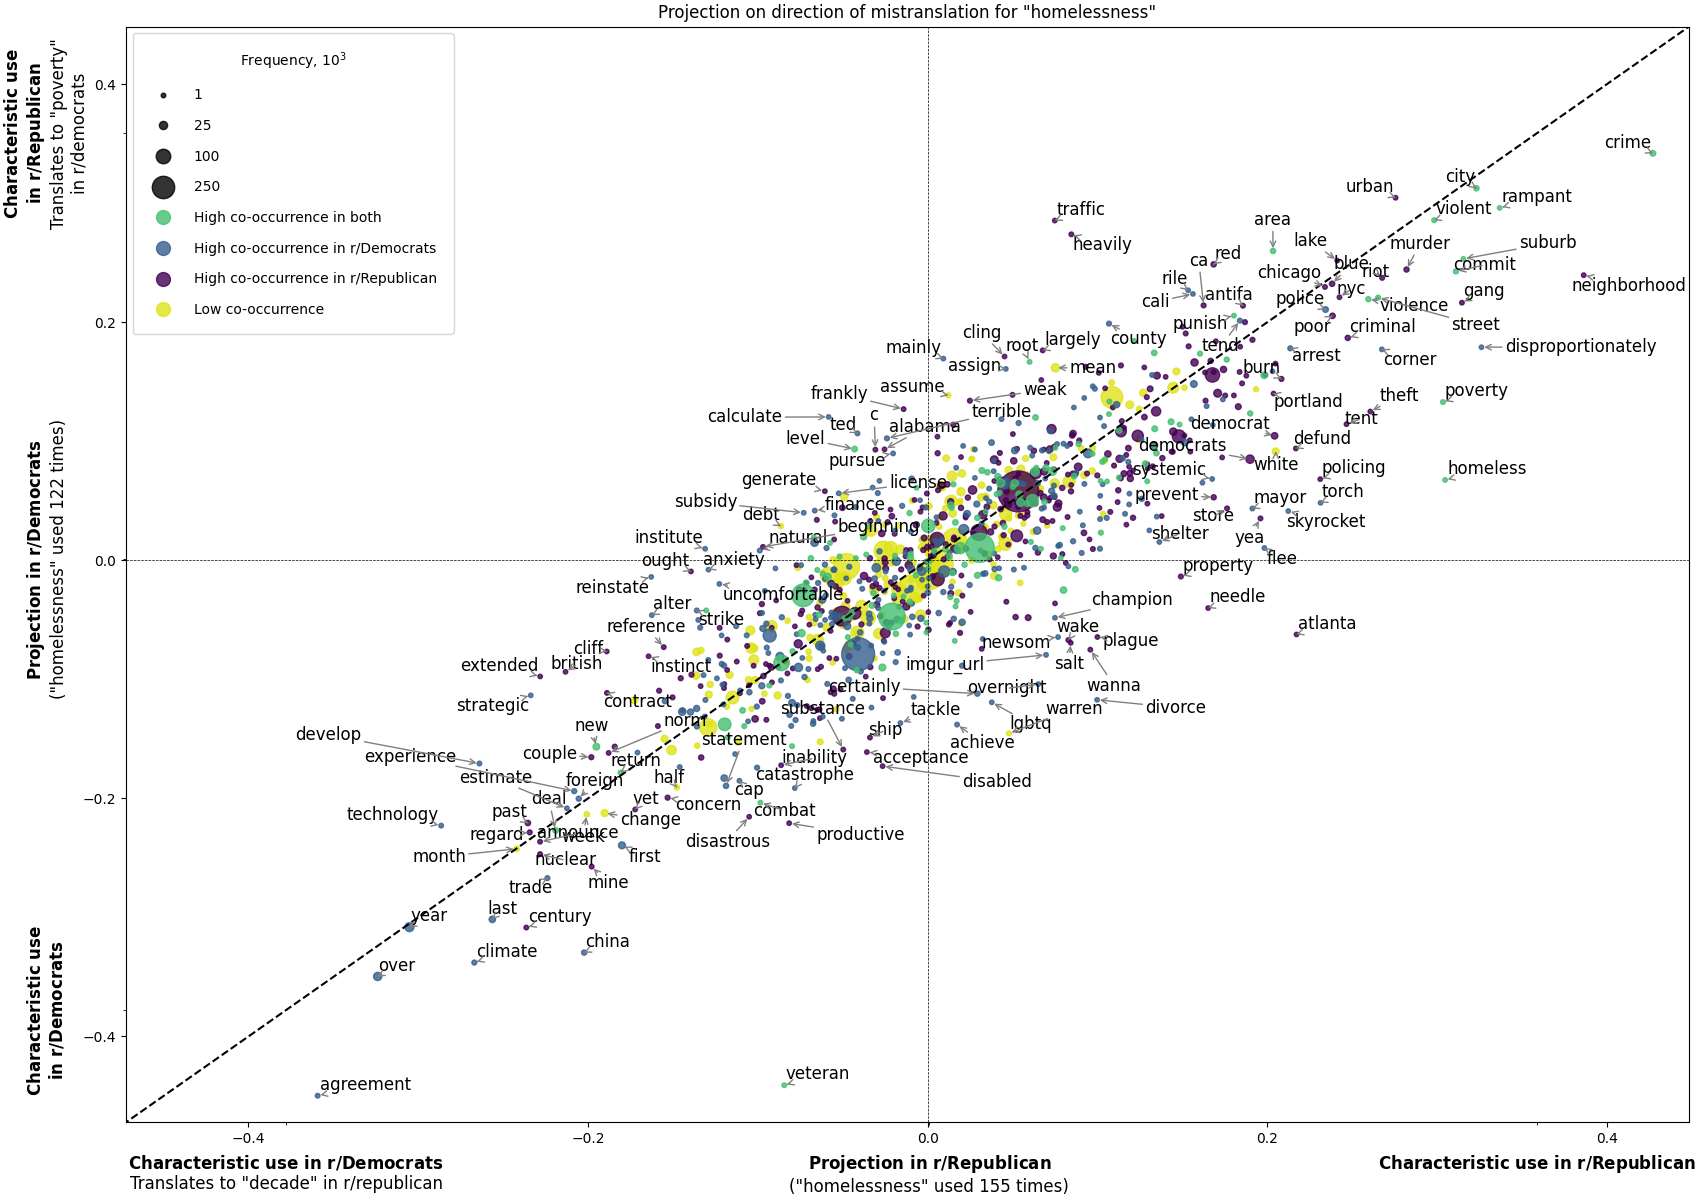 Projection on direction of mistranslation for "homelessness"
Frequency, 10³
1
25
100
250
High co-occurrence in both
High co-occurrence in r/Democrats
High co-occurrence in r/Republican
Low co-occurrence
Characteristic use
in r/Republican
Translates to "poverty"
in r/democrats
Projection in r/Democrats
("homelessness" used 122 times)
Characteristic use
in r/Democrats
0.4
0.2
0.0
−0.2
−0.4
crime
city
urban
rampant
violent
traffic
heavily
area
lake
murder
suburb
ca
red
blue
commit
chicago
riot
rile
neighborhood
cali
antifa
nyc
gang
police
violence
punish
street
cling
county
poor
criminal
mainly
root
largely
tend
disproportionately
assign
mean
burn
arrest
corner
assume
weak
frankly
portland
theft
poverty
calculate
c
terrible
ted
alabama
democrat
tent
level
democrats
defund
pursue
white
systemic
policing
homeless
generate
license
subsidy
finance
prevent
mayor
torch
debt
beginning
store
skyrocket
institute
natural
shelter
yea
ought
anxiety
flee
reinstate
property
uncomfortable
alter
champion
needle
strike
reference
wake
atlanta
newsom
plague
cliff
british
extended
instinct
imgur_url
salt
certainly
overnight
wanna
strategic
contract
substance
tackle
warren
divorce
new
norm
ship
lgbtq
develop
statement
achieve
experience
couple
return
inability
acceptance
estimate
foreign
half
catastrophe
disabled
deal
cap
technology
past
yet
concern
combat
regard
announce
change
disastrous
productive
week
month
nuclear
first
trade
mine
year
last
century
climate
china
over
agreement
veteran
−0.4
−0.2
0.0
0.2
0.4
Characteristic use in r/Democrats
Translates to "decade" in r/republican
Projection in r/Republican
("homelessness" used 155 times)
Characteristic use in r/Republican